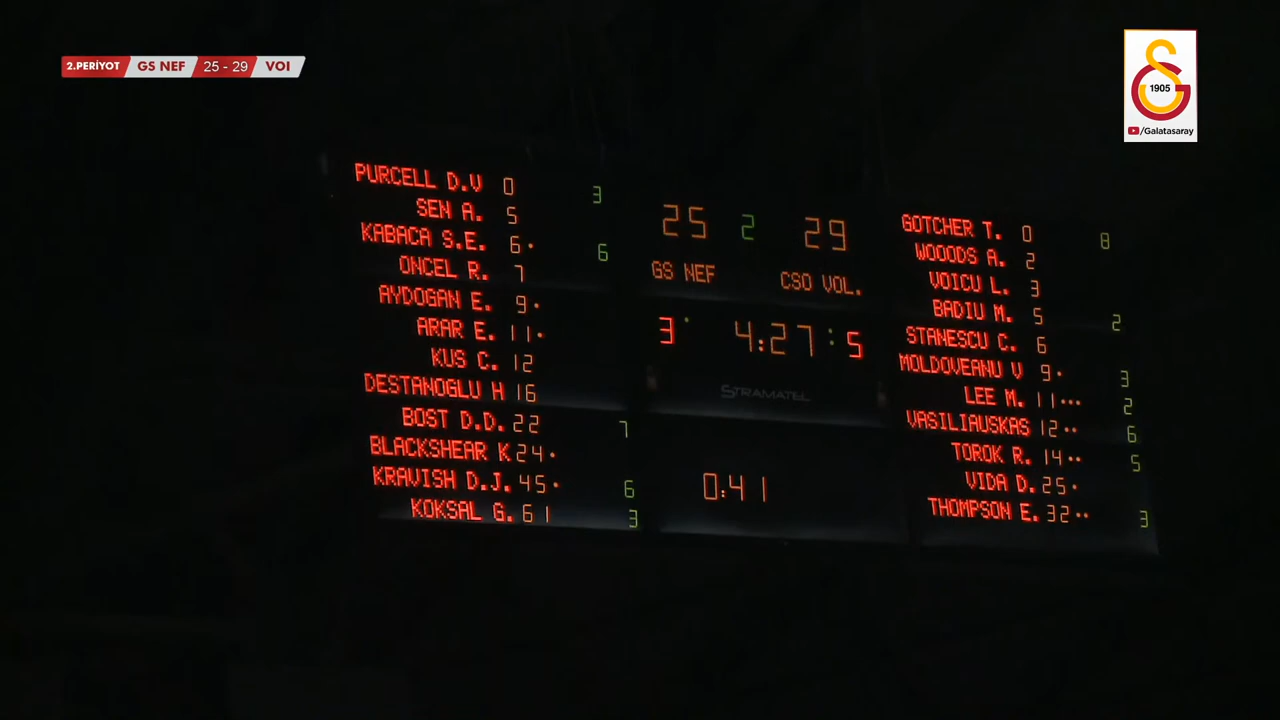 2.PERİYOT GS NEF 25 - 29 VOI
1905
/Galatasaray
PURCELL D.V 0 3
SEN A. 5
KABACA S.E. 6• 6
ONCEL R. 7
AYDOGAN E. 9•
ARAR E. 11•
KUS C. 12
DESTANOGLU H 16
BOST D.D. 22 7
BLACKSHEAR K 24•
KRAVISH D.J. 45• 6
KOKSAL G. 61 3
25 2 29
GS NEF CSO VOL.
3 4:27 5
STRAMATEL
0:41
GOTCHER T. 0 8
WOOODS A. 2
VOICU L. 3
BADIU M. 5 2
STANESCU C. 6
MOLDOVEANU V 9• 3
LEE M. 11••• 2
VASILIAUSKAS 12•• 6
TOROK R. 14•• 5
VIDA D. 25•
THOMPSON E. 32•• 3